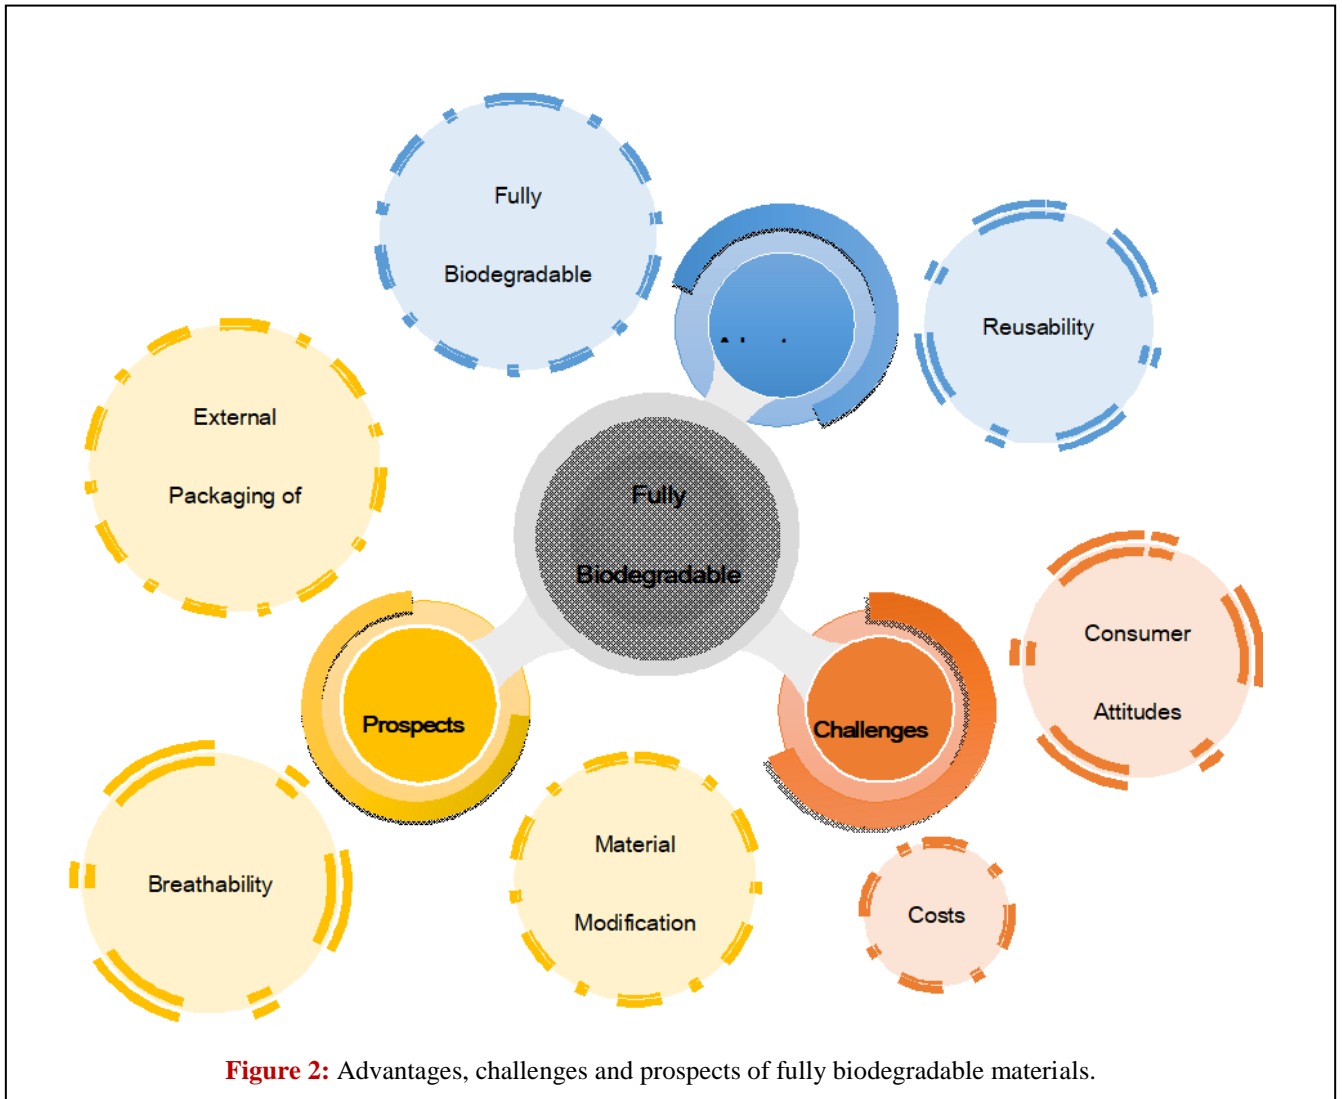 Fully
Biodegradable
Reusability
External
Packaging of
Fully
Biodegradable
Consumer
Attitudes
Prospects
Challenges
Material
Modification
Breathability
Costs
Figure 2: Advantages, challenges and prospects of fully biodegradable materials.